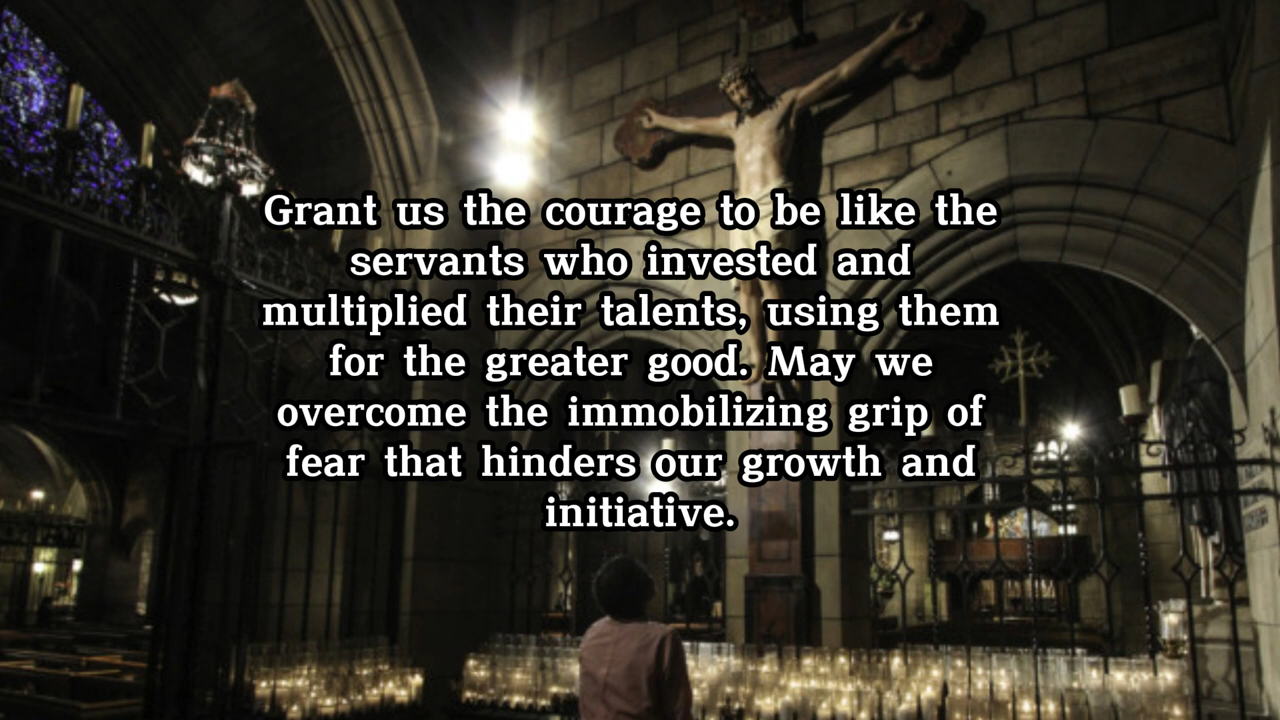 Grant us the courage to be like the
servants who invested and
multiplied their talents, using them
for the greater good. May we
overcome the immobilizing grip of
fear that hinders our growth and
initiative.